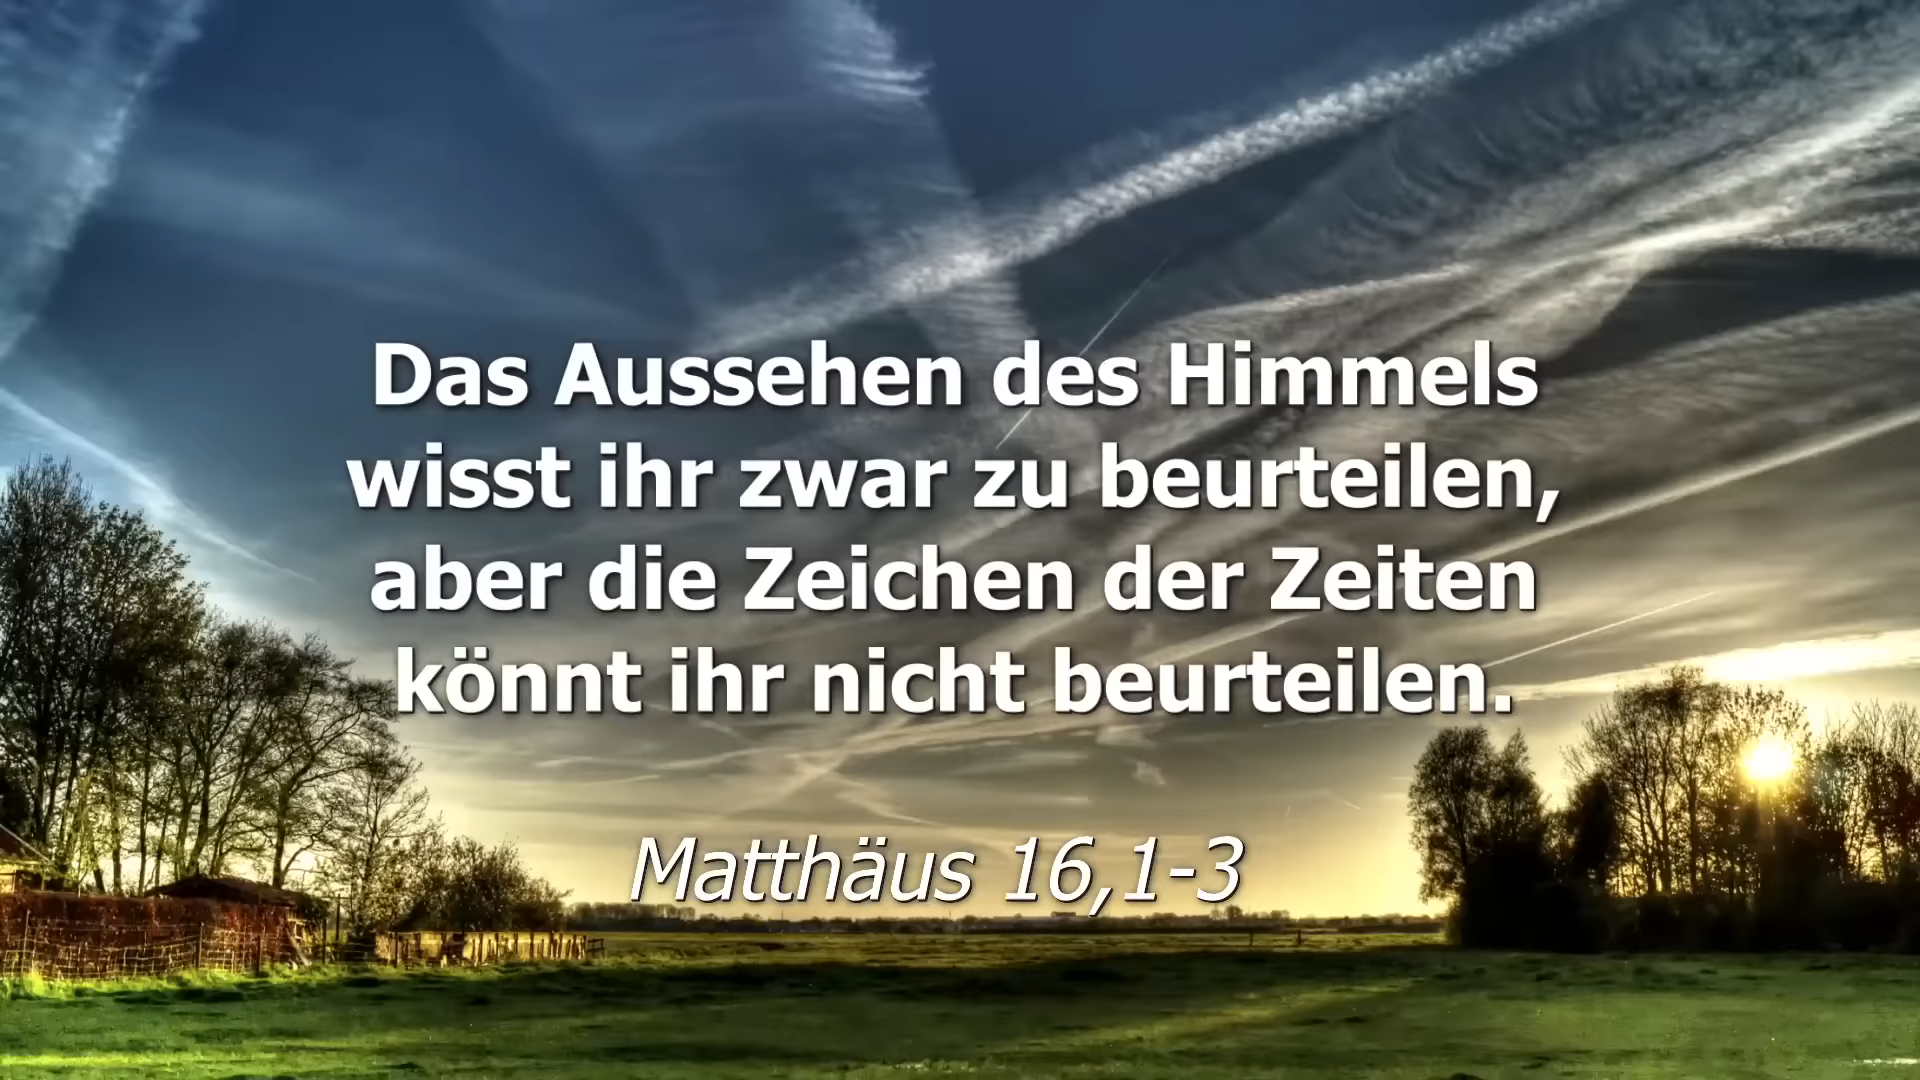 Das Aussehen des Himmels
wisst ihr zwar zu beurteilen,
aber die Zeichen der Zeiten
könnt ihr nicht beurteilen.
Matthäus 16,1-3